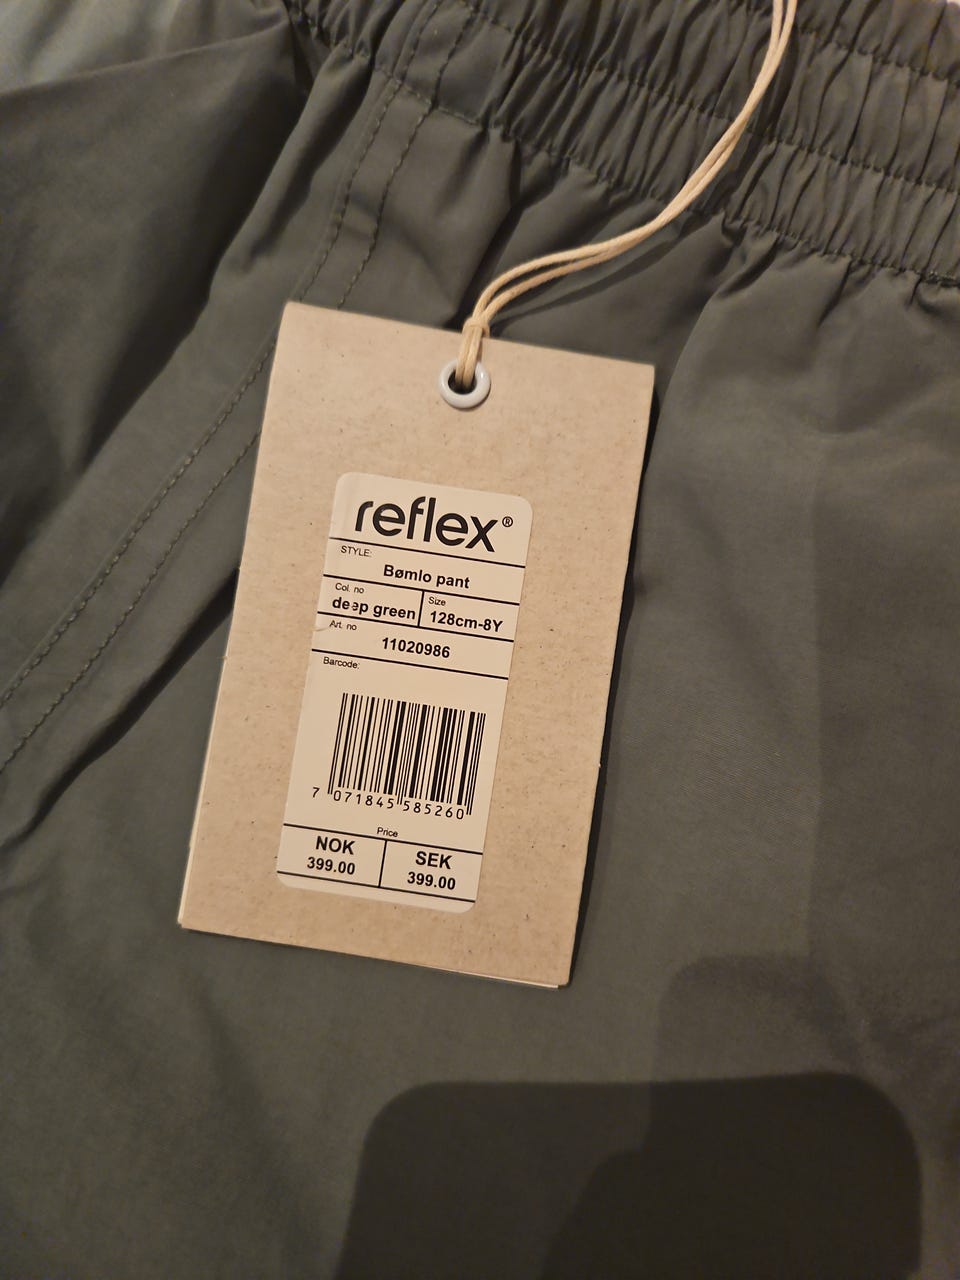 reflex®
STYLE:
Bømlo pant
Col. no
deep green
Size
128cm-8Y
Art. no
11020986
Barcode:
7 071845 585260
Price
NOK
399.00
SEK
399.00